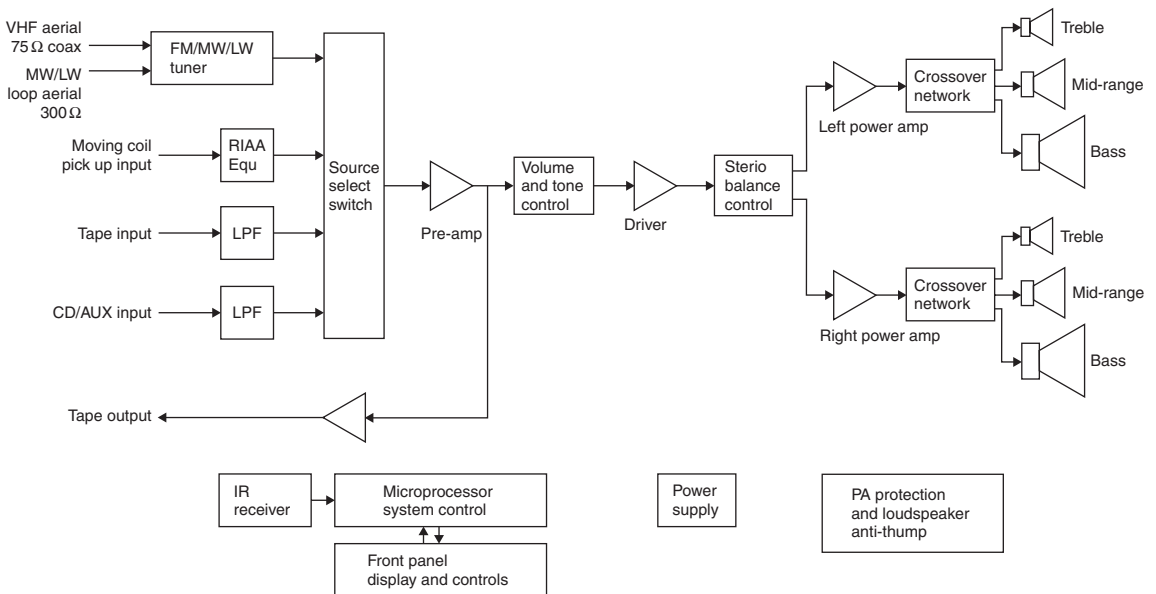 VHF aerial
75 Ω coax
MW/LW
loop aerial
300 Ω
FM/MW/LW
tuner
Moving coil
pick up input
RIAA
Equ
Tape input
LPF
CD/AUX input
LPF
Source
select
switch
Pre-amp
Volume
and tone
control
Driver
Sterio
balance
control
Left power amp
Crossover
network
Treble
Mid-range
Bass
Right power amp
Crossover
network
Treble
Mid-range
Bass
Tape output
IR
receiver
Microprocessor
system control
Front panel
display and controls
Power
supply
PA protection
and loudspeaker
anti-thump